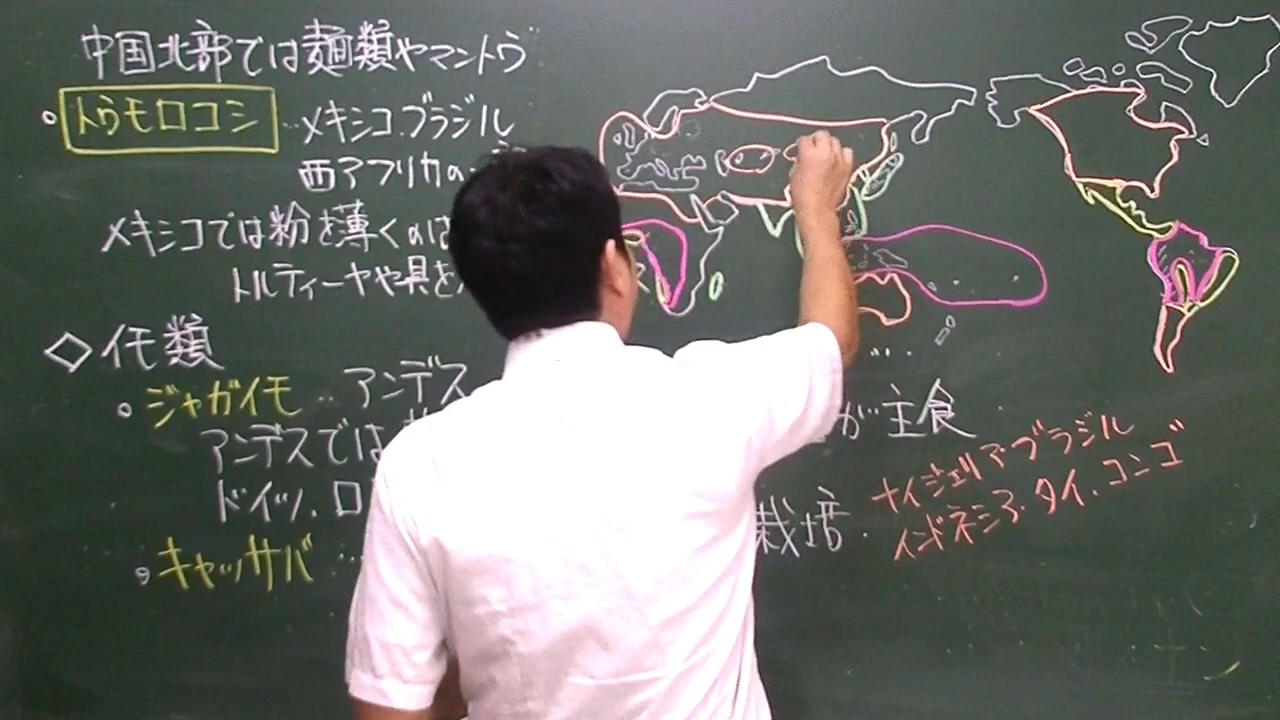 中国北部では麺類やマントウ
。トウモロコシ…メキシコ、ブラジル
西アフリカの
メキシコでは粉を薄くのば
トルティーヤや具を
◇イモ類
。ジャガイモ…アンデス
が主食
アンデスでは
ドイツ、ロ
栽培.
ナイジェリア・ブラジル
インドネシア・タイ、コンゴ
。キャッサバ…